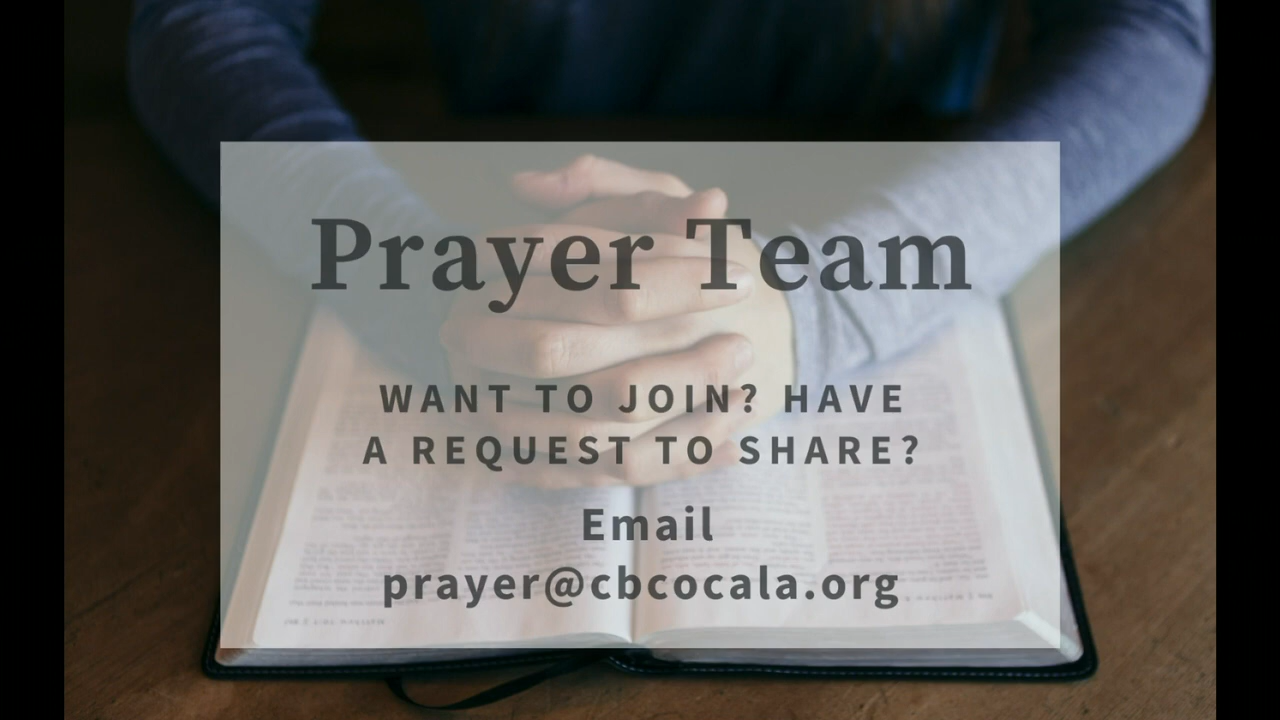 Prayer Team
WANT TO JOIN? HAVE
A REQUEST TO SHARE?
Email
prayer@cbcocala.org